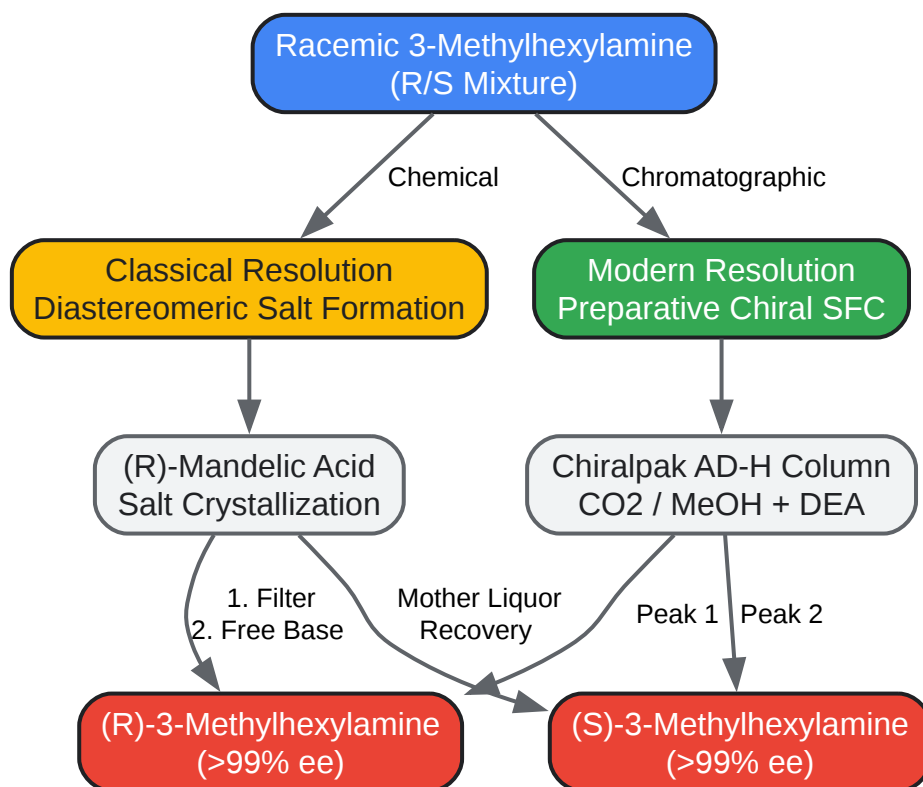 Racemic 3-Methylhexylamine
(R/S Mixture)
Chemical
Chromatographic
Classical Resolution
Diastereomeric Salt Formation
Modern Resolution
Preparative Chiral SFC
(R)-Mandelic Acid
Salt Crystallization
Chiralpak AD-H Column
CO2 / MeOH + DEA
1. Filter
2. Free Base
Mother Liquor
Recovery
Peak 1
Peak 2
(R)-3-Methylhexylamine
(>99% ee)
(S)-3-Methylhexylamine
(>99% ee)